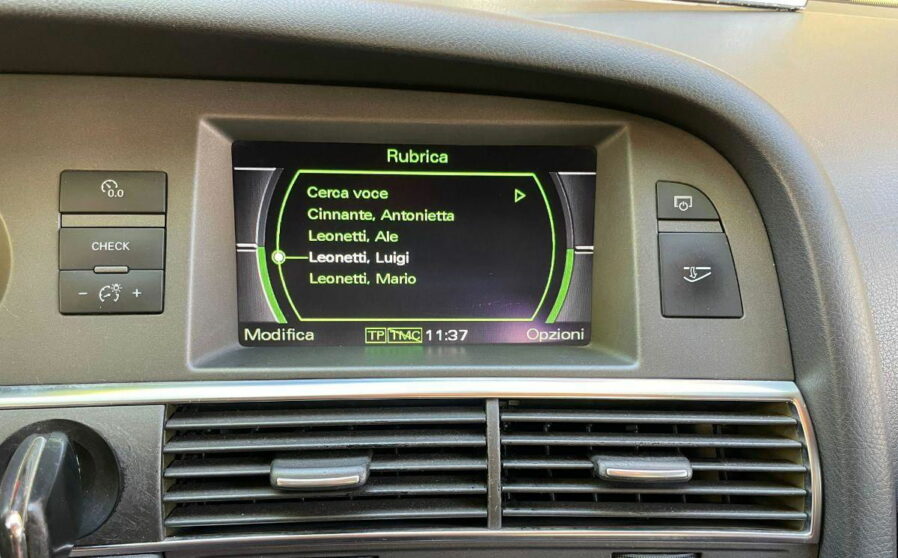 Rubrica
Cerca voce
Cinnante, Antonietta
Leonetti, Ale
Leonetti, Luigi
Leonetti, Mario
Modifica TP TMC 11:37 Opzioni
0.0
CHECK
- +